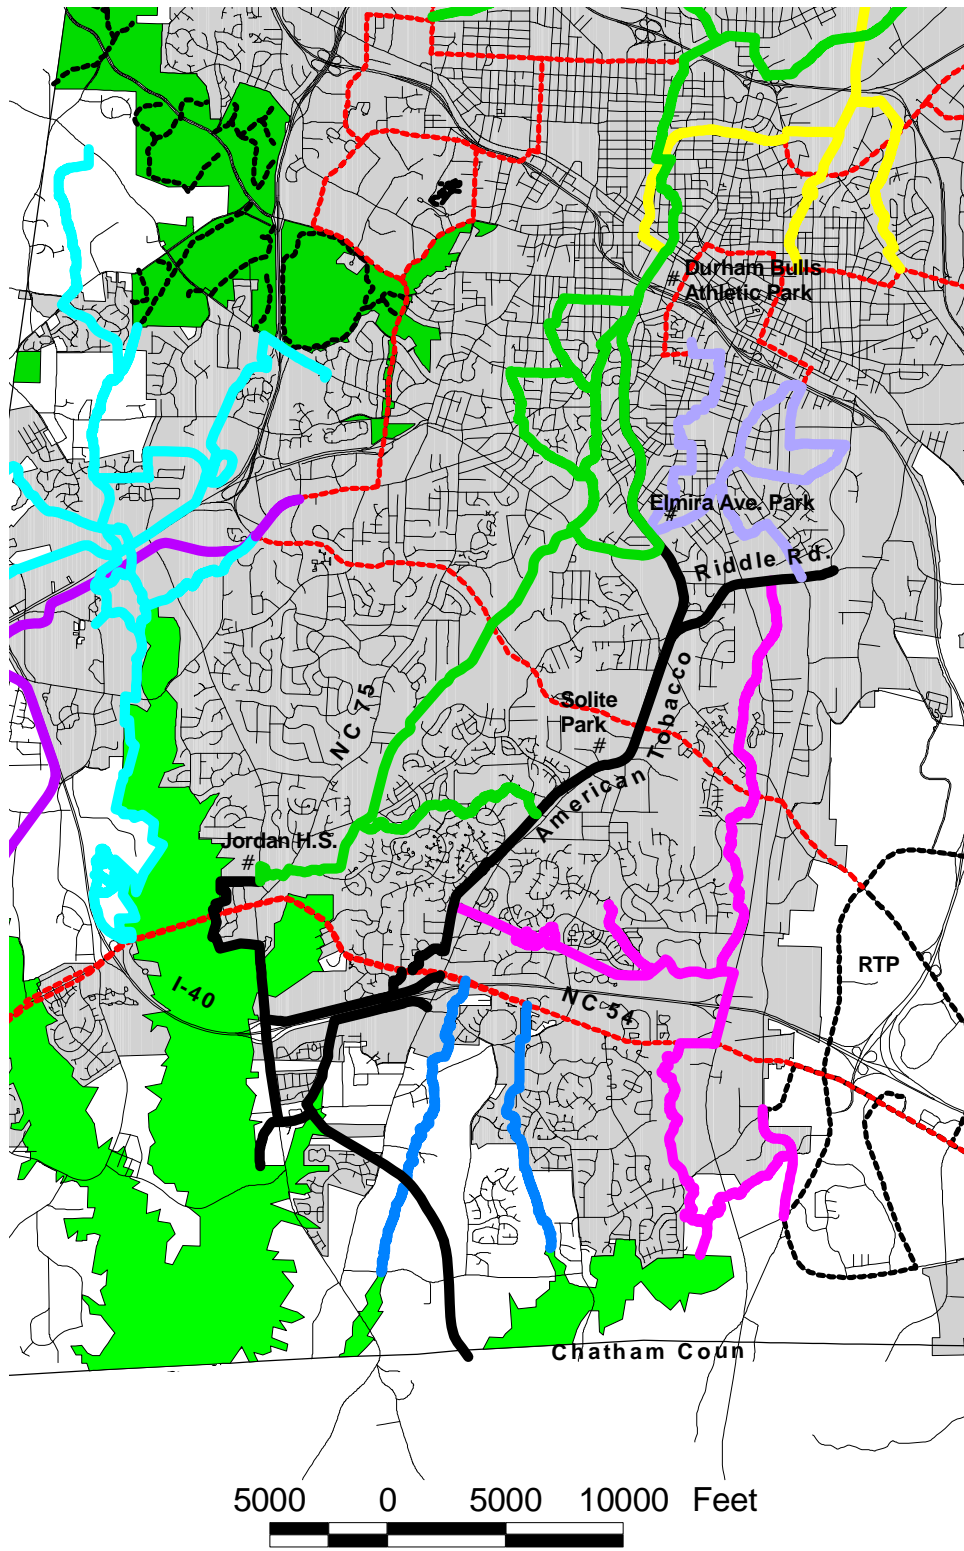 # Durham Bulls
Athletic Park
Elmira Ave. Park
#
Riddle Rd.
NC 75
Solite
Park
#
American Tobacco
Jordan H.S.
#
I-40
NC-54
RTP
Chatham Coun
5000 0 5000 10000 Feet